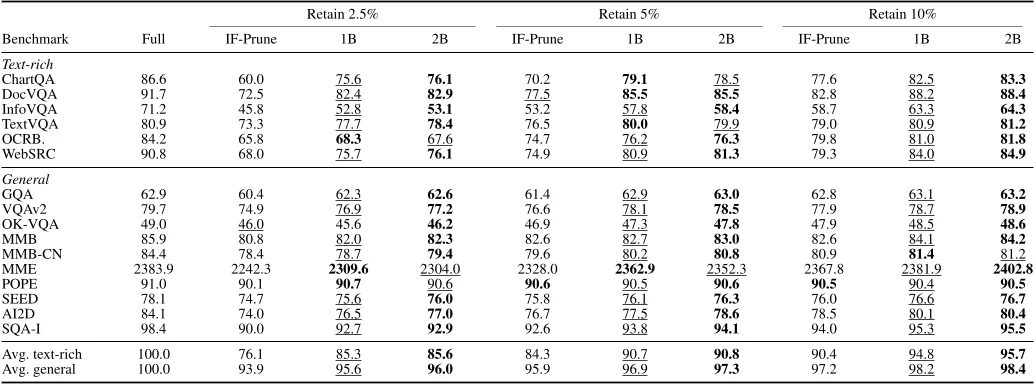 Retain 2.5% Retain 5% Retain 10%
Benchmark Full IF-Prune 1B 2B IF-Prune 1B 2B IF-Prune 1B 2B
Text-rich
ChartQA 86.6 60.0 75.6 76.1 70.2 79.1 78.5 77.6 82.5 83.3
DocVQA 91.7 72.5 82.4 82.9 77.5 85.5 85.5 82.8 88.2 88.4
InfoVQA 71.2 45.8 52.8 53.1 53.2 57.8 58.4 58.7 63.3 64.3
TextVQA 80.9 73.3 77.7 78.4 76.5 80.0 79.9 79.0 80.9 81.2
OCRB. 84.2 65.8 68.3 67.6 74.7 76.2 76.3 79.8 81.0 81.8
WebSRC 90.8 68.0 75.7 76.1 74.9 80.9 81.3 79.3 84.0 84.9
General
GQA 62.9 60.4 62.3 62.6 61.4 62.9 63.0 62.8 63.1 63.2
VQAv2 79.7 74.9 76.9 77.2 76.6 78.1 78.5 77.9 78.7 78.9
OK-VQA 49.0 46.0 45.6 46.2 46.9 47.3 47.8 47.9 48.5 48.6
MMB 85.9 80.8 82.0 82.3 82.6 82.7 83.0 82.6 84.1 84.2
MMB-CN 84.4 78.4 78.7 79.4 79.6 80.2 80.8 80.9 81.4 81.2
MME 2383.9 2242.3 2309.6 2304.0 2328.0 2362.9 2352.3 2367.8 2381.9 2402.8
POPE 91.0 90.1 90.7 90.6 90.6 90.5 90.6 90.5 90.4 90.5
SEED 78.1 74.7 75.6 76.0 75.8 76.1 76.3 76.0 76.6 76.7
AI2D 84.1 74.0 76.5 77.0 76.7 77.5 78.6 78.5 80.1 80.4
SQA-I 98.4 90.0 92.7 92.9 92.6 93.8 94.1 94.0 95.3 95.5
Avg. text-rich 100.0 76.1 85.3 85.6 84.3 90.7 90.8 90.4 94.8 95.7
Avg. general 100.0 93.9 95.6 96.0 95.9 96.9 97.3 97.2 98.2 98.4